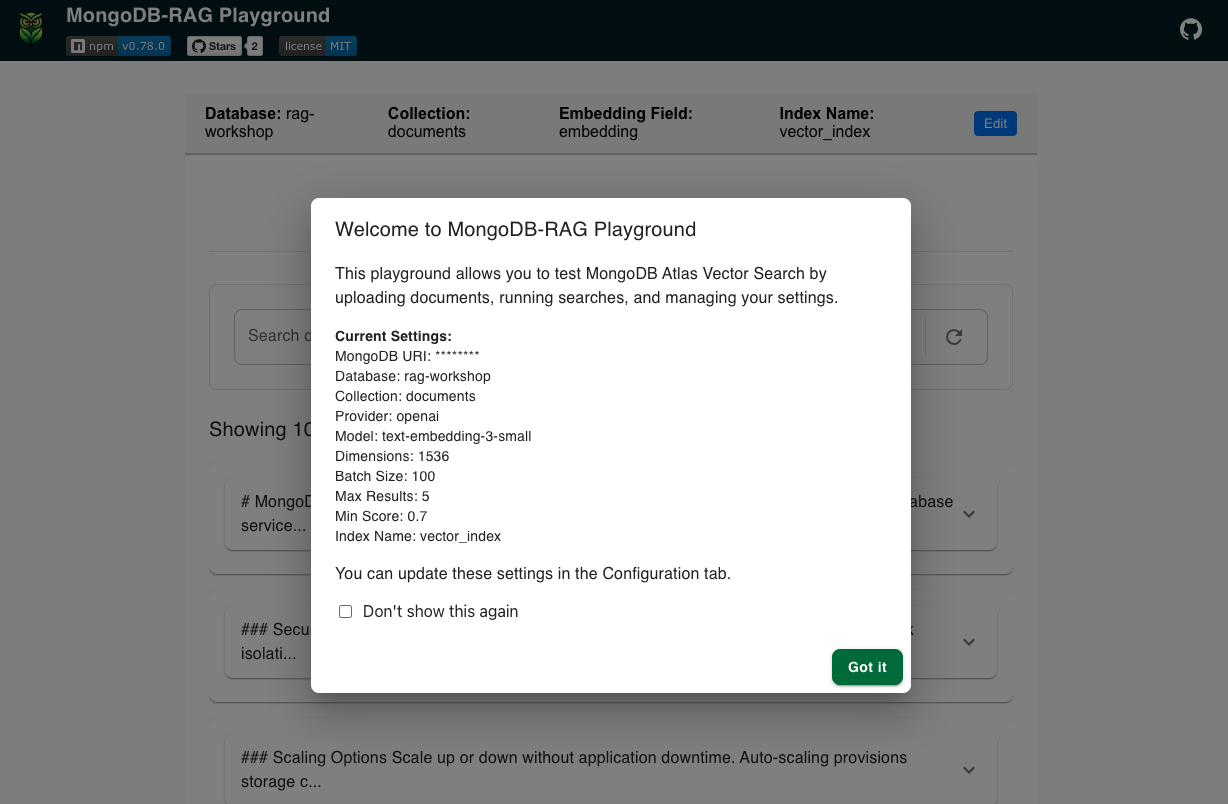 MongoDB-RAG Playground
npm v0.78.0 Stars 2 license MIT
Database: rag-workshop
Collection: documents
Embedding Field: embedding
Index Name: vector_index
Edit
Welcome to MongoDB-RAG Playground
This playground allows you to test MongoDB Atlas Vector Search by
uploading documents, running searches, and managing your settings.
Current Settings:
MongoDB URI: ********
Database: rag-workshop
Collection: documents
Provider: openai
Model: text-embedding-3-small
Dimensions: 1536
Batch Size: 100
Max Results: 5
Min Score: 0.7
Index Name: vector_index
You can update these settings in the Configuration tab.
Don't show this again
Got it
Search
Showing 10
# Mongo
service...
### Secu
isolati...
### Scaling Options Scale up or down without application downtime. Auto-scaling provisions
storage c...